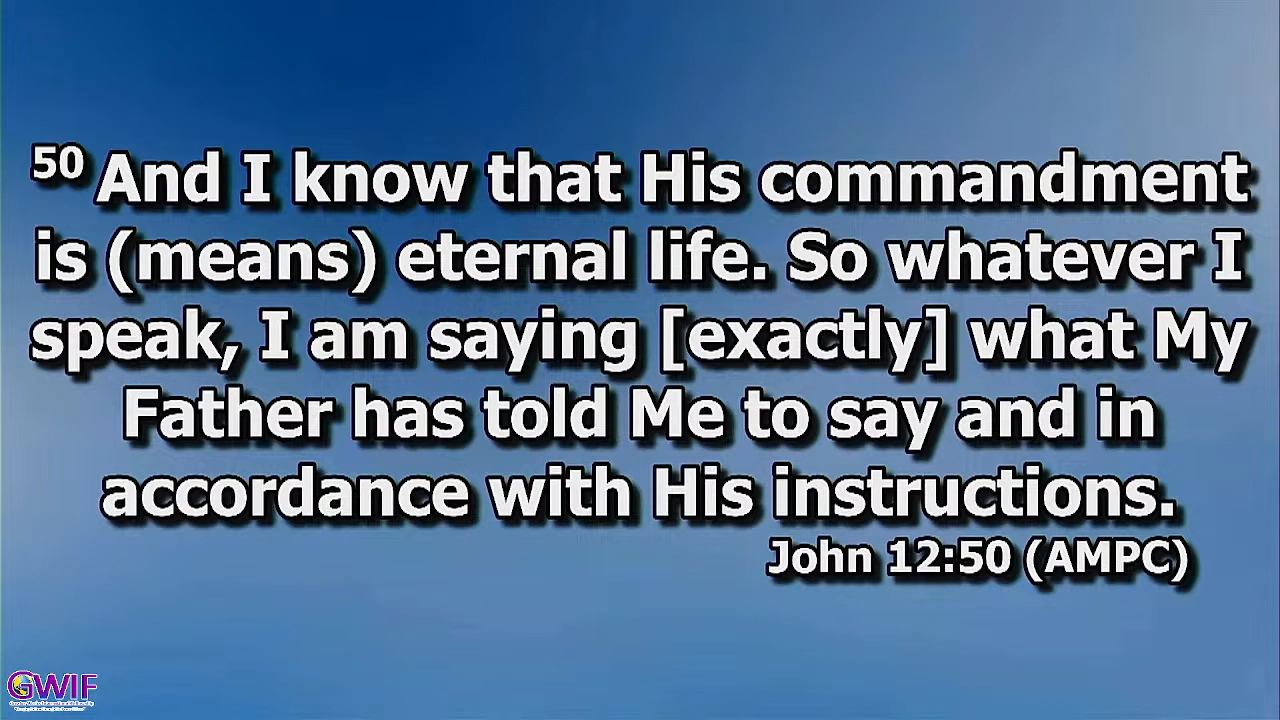 50 And I know that His commandment
is (means) eternal life. So whatever I
speak, I am saying [exactly] what My
Father has told Me to say and in
accordance with His instructions.
John 12:50 (AMPC)
GWIF